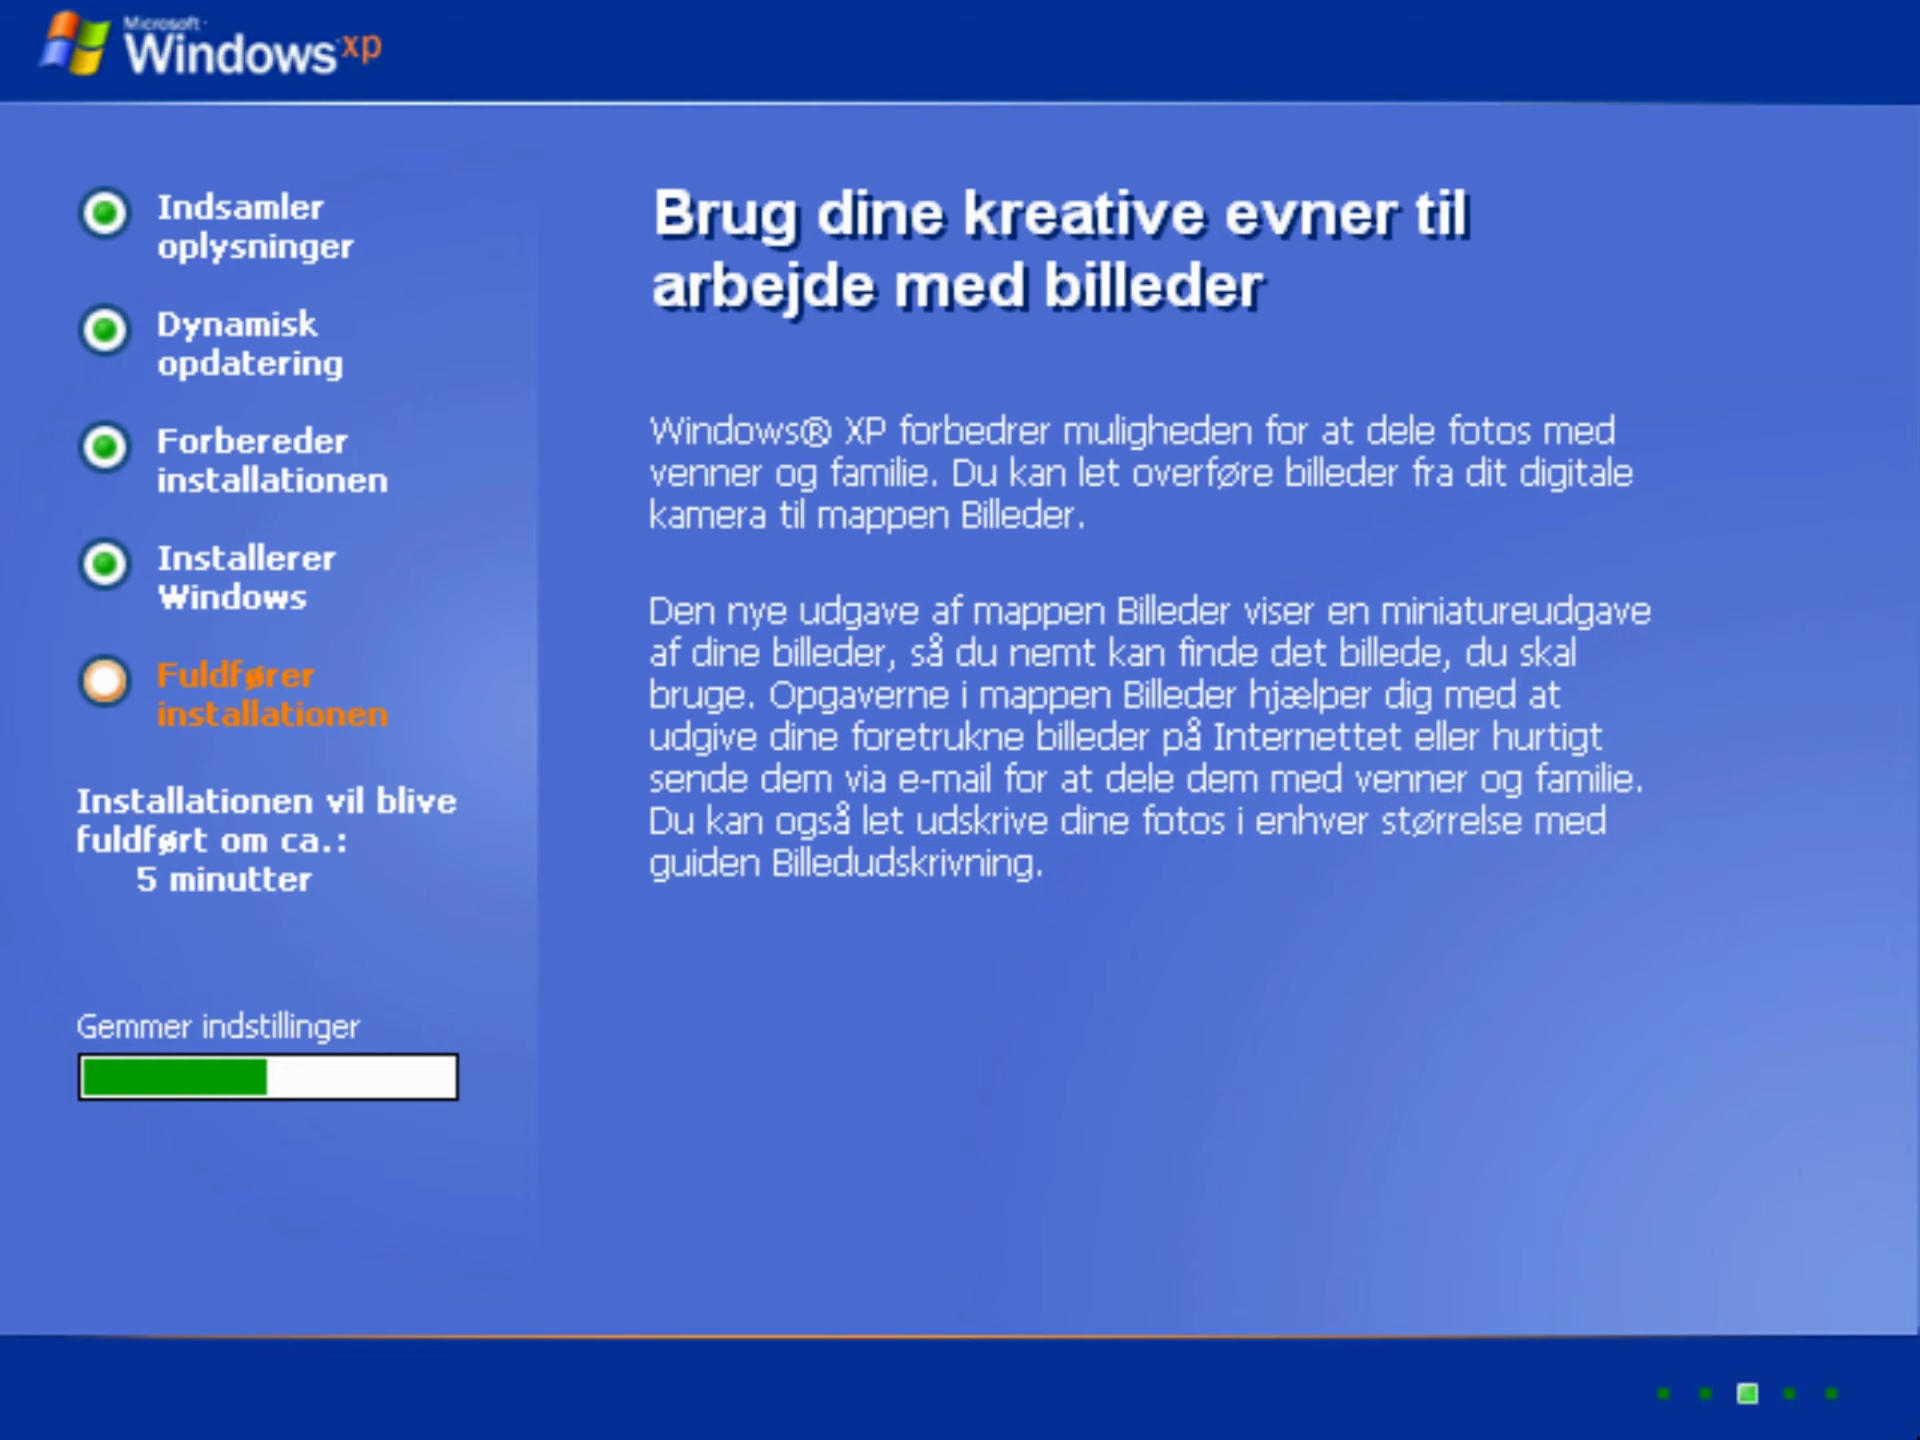 Microsoft
Windows xp
Indsamler
oplysninger
Dynamisk
opdatering
Forbereder
installationen
Installerer
Windows
Fuldfører
installationen
Installationen vil blive
fuldført om ca.:
5 minutter
Gemmer indstillinger
Brug dine kreative evner til
arbejde med billeder
Windows® XP forbedrer muligheden for at dele fotos med
venner og familie. Du kan let overføre billeder fra dit digitale
kamera til mappen Billeder.
Den nye udgave af mappen Billeder viser en miniatureudgave
af dine billeder, så du nemt kan finde det billede, du skal
bruge. Opgaverne i mappen Billeder hjælper dig med at
udgive dine foretrukne billeder på Internettet eller hurtigt
sende dem via e-mail for at dele dem med venner og familie.
Du kan også let udskrive dine fotos i enhver størrelse med
guiden Billedudskrivning.